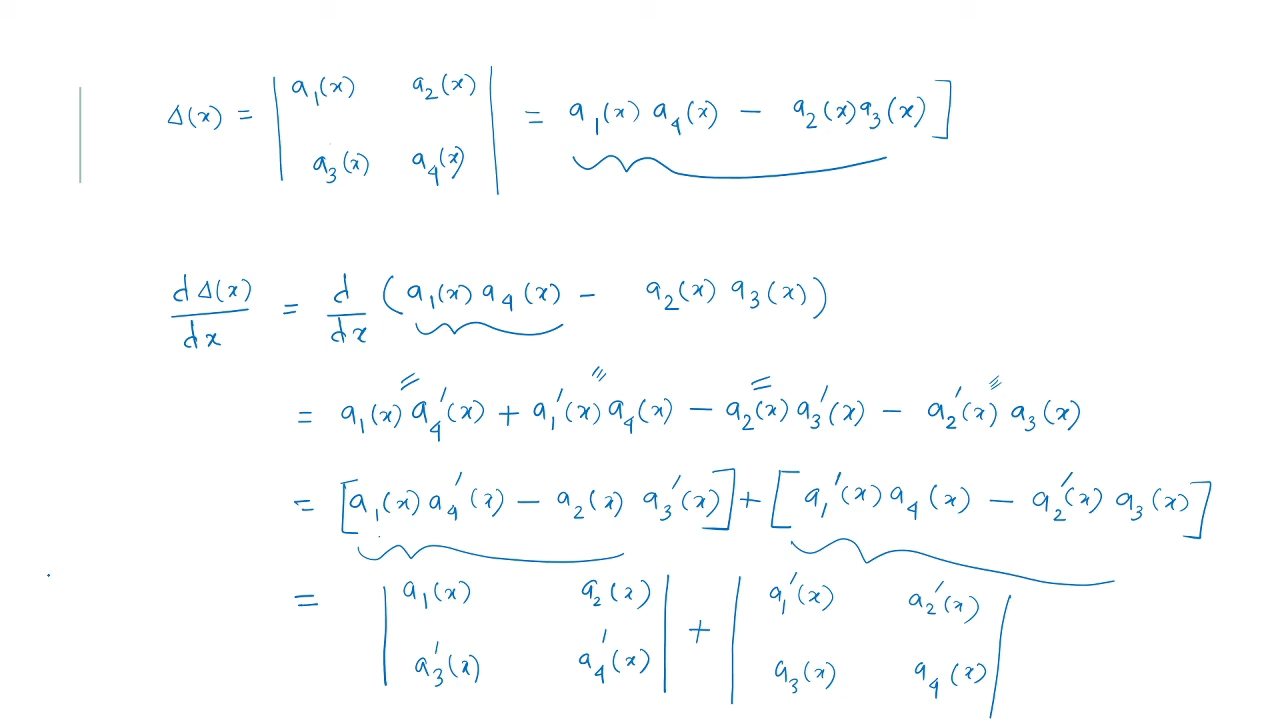 Δ(x) = | a₁(x) a₂(x) | = a₁(x) a₄(x) − a₂(x) a₃(x) ]
| a₃(x) a₄(x) |
dΔ(x)/dx = d/dx (a₁(x) a₄(x) − a₂(x) a₃(x))
= a₁(x) a₄′(x) + a₁′(x) a₄(x) − a₂(x) a₃′(x) − a₂′(x) a₃(x)
= [a₁(x) a₄′(x) − a₂(x) a₃′(x)] + [a₁′(x) a₄(x) − a₂′(x) a₃(x)]
= | a₁(x) a₂(x) | + | a₁′(x) a₂′(x) |
| a₃′(x) a₄′(x) | | a₃(x) a₄(x) |